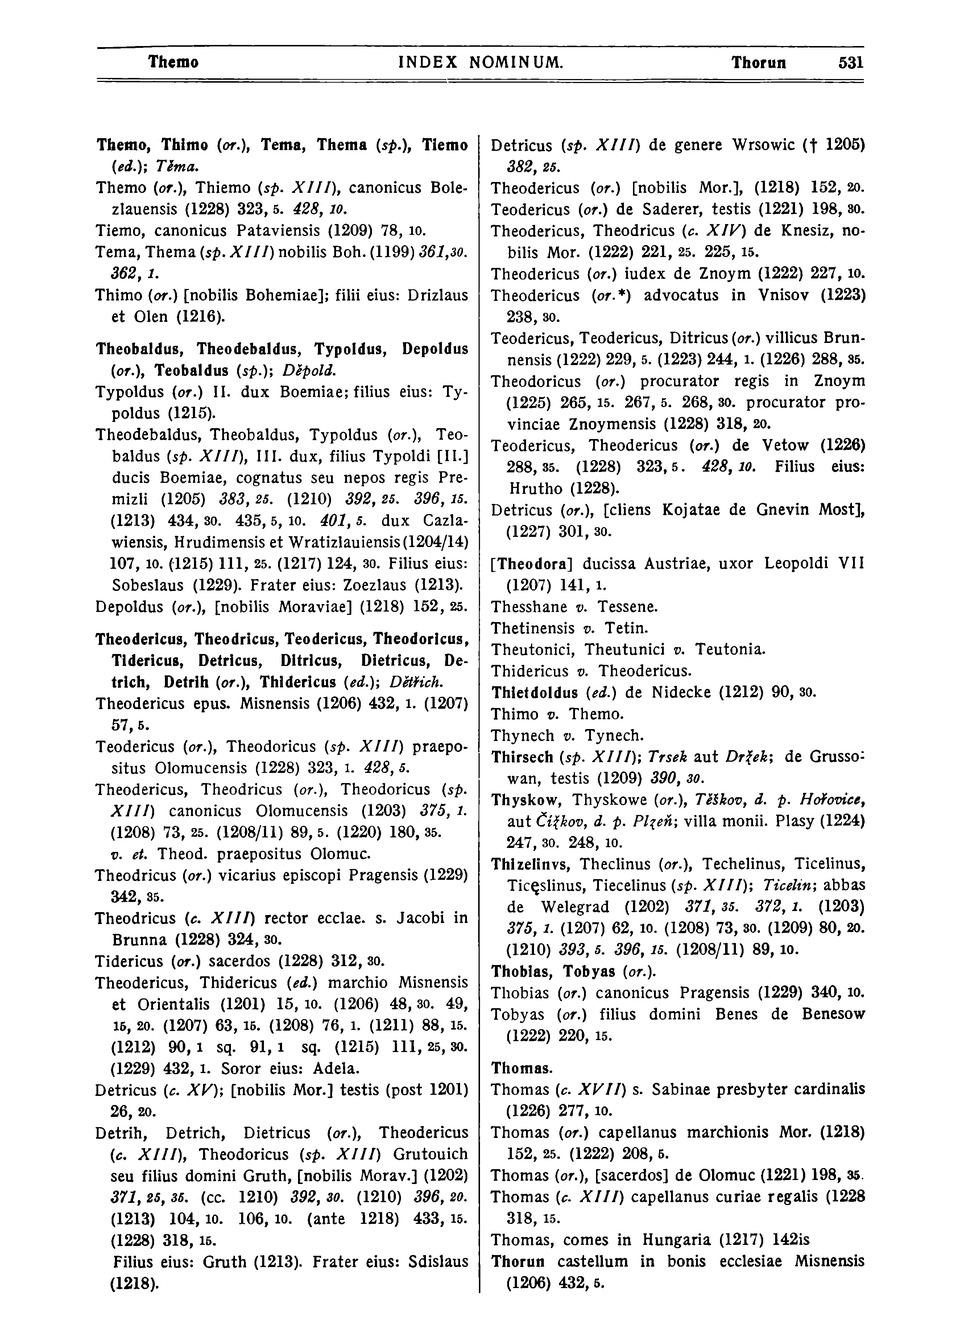 Themo INDEX NOMINUM. Thorun 531
Themo, Thimo (or.), Tema, Thema (sp.), Tiemo
(ed.); Těma.
Themo (or.), Thiemo (sp. XIII), canonicus Bole-
zlauensis (1228) 323, 5. 428, 10.
Tiemo, canonicus Pataviensis (1209) 78, 10.
Tema, Thema (sp. XIII) nobilis Boh. (1199) 361, 30.
362, 1.
Thimo (or.) [nobilis Bohemiae]; filii eius: Drizlaus
et Olen (1216).
Theobaldus, Theodebaldus, Typoldus, Depoldus
(or.), Teobaldus (sp.); Děpold.
Typoldus (or.) II. dux Boemiae; filius eius: Ty-
poldus (1215).
Theodebaldus, Theobaldus, Typoldus (or.), Teo-
baldus (sp. XIII), III. dux, filius Typoldi [II.]
ducis Boemiae, cognatus seu nepos regis Pre-
mizli (1205) 383, 25. (1210) 392, 25. 396, 15.
(1213) 434, 30. 435, 5, 10. 401, 5. dux Cazla-
wiensis, Hrudimensis et Wratizlauiensis (1204/14)
107, 10. (1215) 111, 25. (1217) 124, 30. Filius eius:
Sobeslaus (1229). Frater eius: Zoezlaus (1213).
Depoldus (or.), [nobilis Moraviae] (1218) 152, 25.
Theodericus, Theodricus, Teodericus, Theodoricus,
Tidericus, Detricus, Ditricus, Dietricus, De-
trich, Detrih (or.), Thidericus (ed.); Dětřich.
Theodericus epus. Misnensis (1206) 432, 1. (1207)
57, 5.
Teodericus (or.), Theodoricus (sp. XIII) praepo-
situs Olomucensis (1228) 323, 1. 428, 5.
Theodericus, Theodricus (or.), Theodoricus (sp.
XIII) canonicus Olomucensis (1203) 375, 1.
(1208) 73, 25. (1208/11) 89, 5. (1220) 180, 35.
v. et. Theod. praepositus Olomuc.
Theodricus (or.) vicarius episcopi Pragensis (1229)
342, 35.
Theodricus (c. XIII) rector ecclae. s. Jacobi in
Brunna (1228) 324, 30.
Tidericus (or.) sacerdos (1228) 312, 30.
Theodericus, Thidericus (ed.) marchio Misnensis
et Orientalis (1201) 15, 10. (1206) 48, 30. 49,
15, 20. (1207) 63, 15. (1208) 76, 1. (1211) 88, 15.
(1212) 90, 1 sq. 91, 1 sq. (1215) 111, 25, 30.
(1229) 432, 1. Soror eius: Adela.
Detricus (c. XV); [nobilis Mor.] testis (post 1201)
26, 20.
Detrih, Detrich, Dietricus (or.), Theodericus
(c. XIII), Theodoricus (sp. XIII) Grutouich
seu filius domini Gruth, [nobilis Morav.] (1202)
371, 25, 35. (cc. 1210) 392, 30. (1210) 396, 20.
(1213) 104, 10. 106, 10. (ante 1218) 433, 15.
(1228) 318, 15.
Filius eius: Gruth (1213). Frater eius: Sdislaus
(1218).
Detricus (sp. XIII) de genere Wrsowic († 1205)
382, 25.
Theodericus (or.) [nobilis Mor.], (1218) 152, 20.
Teodericus (or.) de Saderer, testis (1221) 198, 30.
Theodericus, Theodricus (c. XIV) de Knesiz, no-
bilis Mor. (1222) 221, 25. 225, 15.
Theodericus (or.) iudex de Znoym (1222) 227, 10.
Theodericus (or.*) advocatus in Vnisov (1223)
238, 30.
Teodericus, Teodericus, Ditricus (or.) villicus Brun-
nensis (1222) 229, 5. (1223) 244, 1. (1226) 288, 35.
Theodoricus (or.) procurator regis in Znoym
(1225) 265, 15. 267, 5. 268, 30. procurator pro-
vinciae Znoymensis (1228) 318, 20.
Teodericus, Theodericus (or.) de Vetow (1226)
288, 35. (1228) 323, 5. 428, 10. Filius eius:
Hrutho (1228).
Detricus (or.), [cliens Kojatae de Gnevin Most],
(1227) 301, 30.
[Theodora] ducissa Austriae, uxor Leopoldi VII
(1207) 141, 1.
Thesshane v. Tessene.
Thetinensis v. Tetin.
Theutonici, Theutunici v. Teutonia.
Thidericus v. Theodericus.
Thietdoldus (ed.) de Nidecke (1212) 90, 30.
Thimo v. Themo.
Thynech v. Tynech.
Thirsech (sp. XIII); Trsek aut Držek; de Grusso-
wan, testis (1209) 390, 30.
Thyskow, Thyskowe (or.), Těškov, d. p. Hořovice,
aut Čižkov, d. p. Plzeň; villa monii. Plasy (1224)
247, 30. 248, 10.
Thizelinvs, Theclinus (or.), Techelinus, Ticelinus,
Ticęslinus, Tiecelinus (sp. XIII); Ticelin; abbas
de Welegrad (1202) 371, 35. 372, 1. (1203)
375, 1. (1207) 62, 10. (1208) 73, 30. (1209) 80, 20.
(1210) 393, 5. 396, 15. (1208/11) 89, 10.
Thobias, Tobyas (or.).
Thobias (or.) canonicus Pragensis (1229) 340, 10.
Tobyas (or.) filius domini Benes de Benesow
(1222) 220, 15.
Thomas.
Thomas (c. XVII) s. Sabinae presbyter cardinalis
(1226) 277, 10.
Thomas (or.) capellanus marchionis Mor. (1218)
152, 25. (1222) 208, 5.
Thomas (or.), [sacerdos] de Olomuc (1221) 198, 35.
Thomas (c. XIII) capellanus curiae regalis (1228
318, 15.
Thomas, comes in Hungaria (1217) 142is
Thorun castellum in bonis ecclesiae Misnensis
(1206) 432, 5.